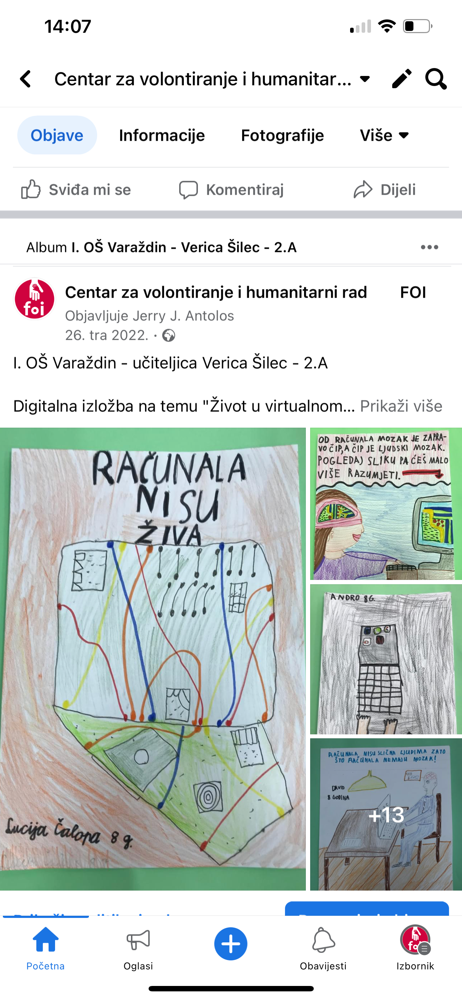 14:07
Centar za volontiranje i humanitar...
Objave Informacije Fotografije Više
Sviđa mi se Komentiraj Dijeli
Album I. OŠ Varaždin - Verica Šilec - 2.A
foi
Centar za volontiranje i humanitarni rad FOI
Objavljuje Jerry J. Antolos
26. tra 2022. ·
I. OŠ Varaždin - učiteljica Verica Šilec - 2.A
Digitalna izložba na temu "Život u virtualnom... Prikaži više
RAČUNALA
NISU
ŽIVA
Lucija Čalopa 8 g.
OD RAČUNALA MOZAK JE ZAPRA-
VO ČIP, A ČIP JE LJUDSKI MOZAK.
POGLEDAJ SLIKU PA ĆEŠ MALO
VIŠE RAZUMJETI.
ANDRO 8G.
RAČUNALA NISU SLIČNA LJUDIMA ZATO
ŠTO RAČUNALA NEMAJU MOZAK!
DAVID
8 GODINA
+13
Početna Oglasi Obavijesti Izbornik